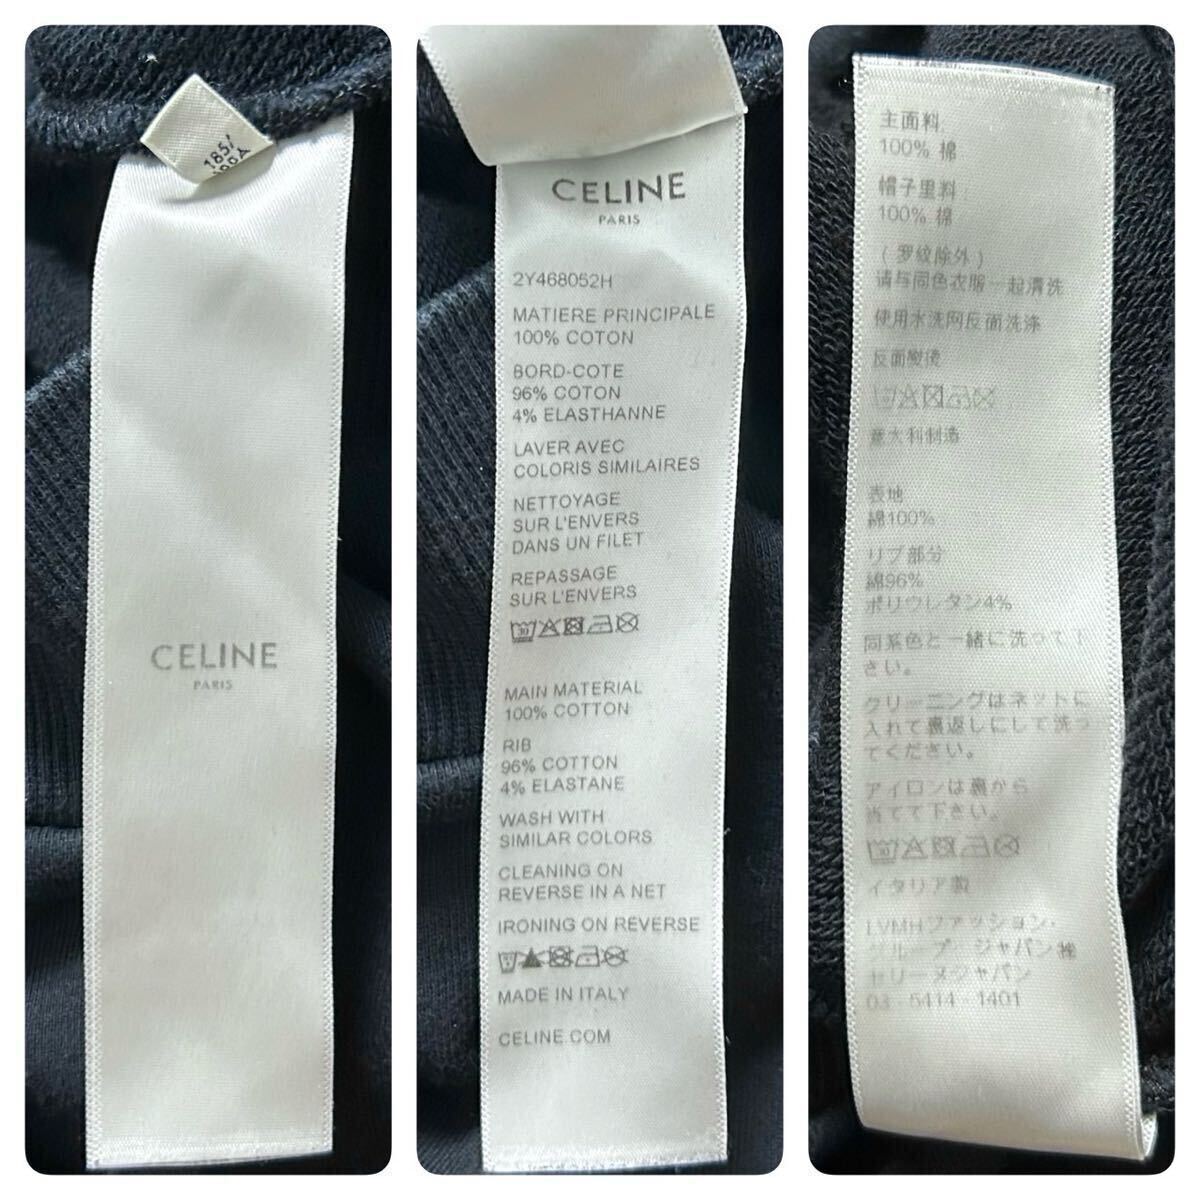 185/
CELINE
PARIS
CELINE
PARIS
2Y468052H
MATIERE PRINCIPALE
100% COTON
BORD-COTE
96% COTON
4% ELASTHANNE
LAVER AVEC
COLORIS SIMILAIRES
NETTOYAGE
SUR L'ENVERS
DANS UN FILET
REPASSAGE
SUR L'ENVERS
30
MAIN MATERIAL
100% COTTON
RIB
96% COTTON
4% ELASTANE
WASH WITH
SIMILAR COLORS
CLEANING ON
REVERSE IN A NET
IRONING ON REVERSE
MADE IN ITALY
CELINE.COM
主面料
100% 棉
帽子里料
100% 棉
(罗纹除外)
请与同色衣服一起清洗
使用水洗网反面洗涤
反面熨烫
意大利制造
表地
綿100%
リブ部分
綿96%
ポリウレタン4%
同系色と一緒に洗って下
さい。
クリーニングはネットに
入れて裏返しにして洗っ
てください。
アイロンは裏から
当てて下さい。
イタリア製
LVMHファッション・
グループ・ジャパン㈱
セリーヌジャパン
03-5414-1401